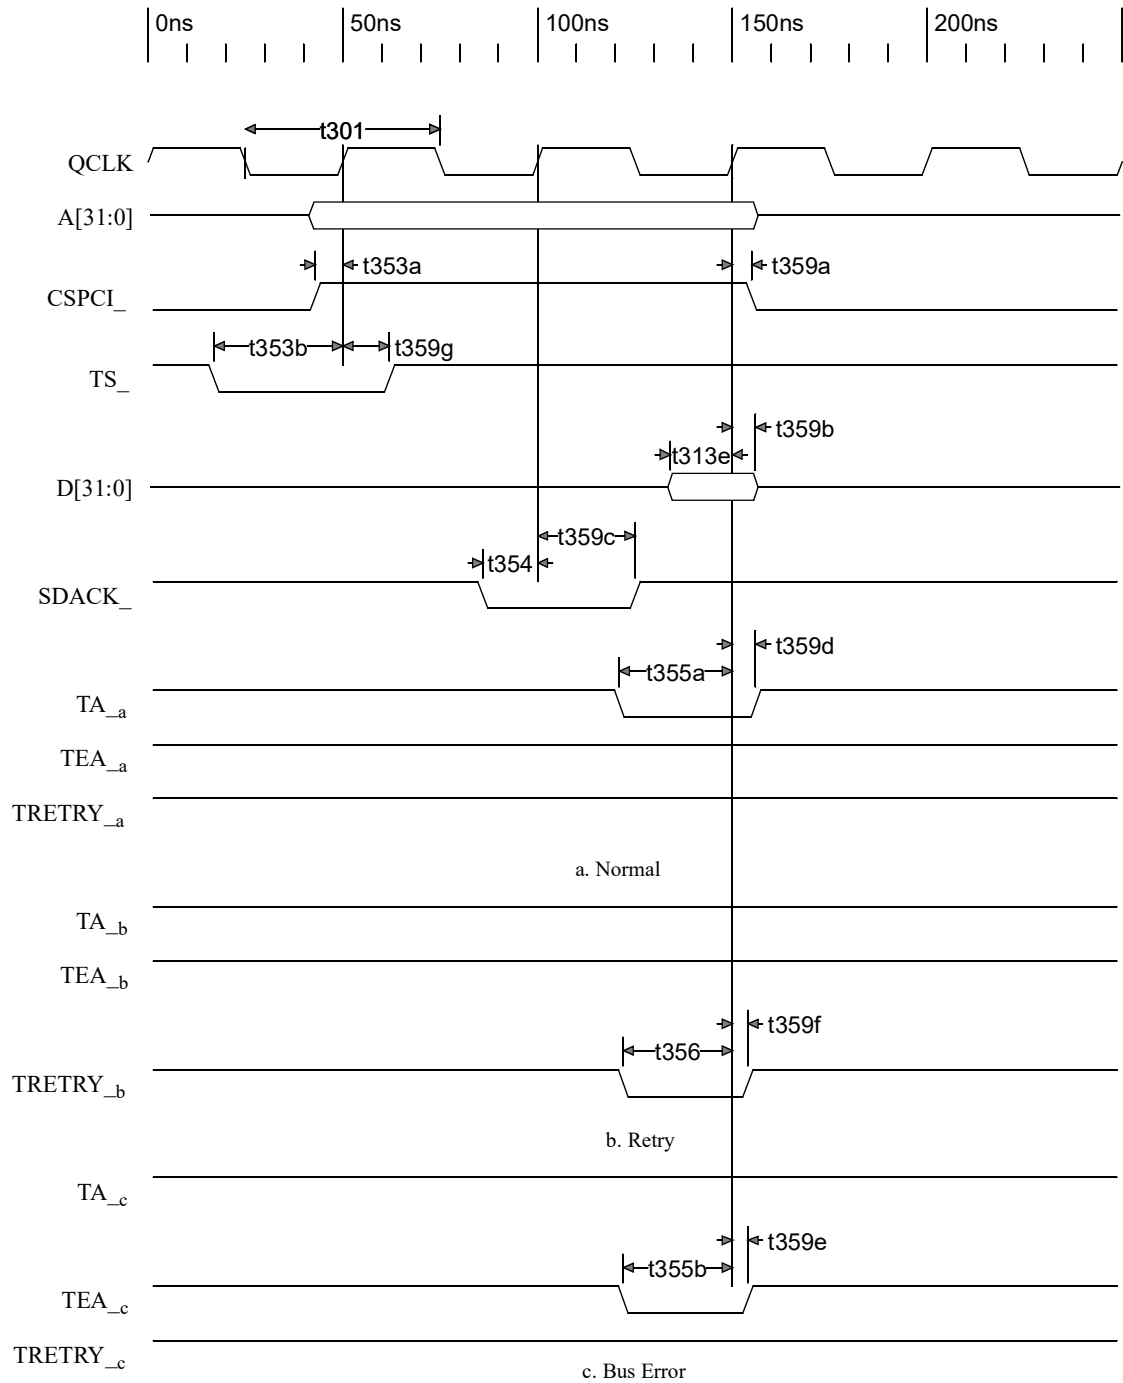 0ns 50ns 100ns 150ns 200ns
t301
QCLK
A[31:0]
t353a t359a
CSPCI_
t353b t359g
TS_
t359b
t313e
D[31:0]
t359c
t354
SDACK_
t359d
t355a
TA_a
TEA_a
TRETRY_a
a. Normal
TA_b
TEA_b
t359f
t356
TRETRY_b
b. Retry
TA_c
t359e
t355b
TEA_c
TRETRY_c
c. Bus Error